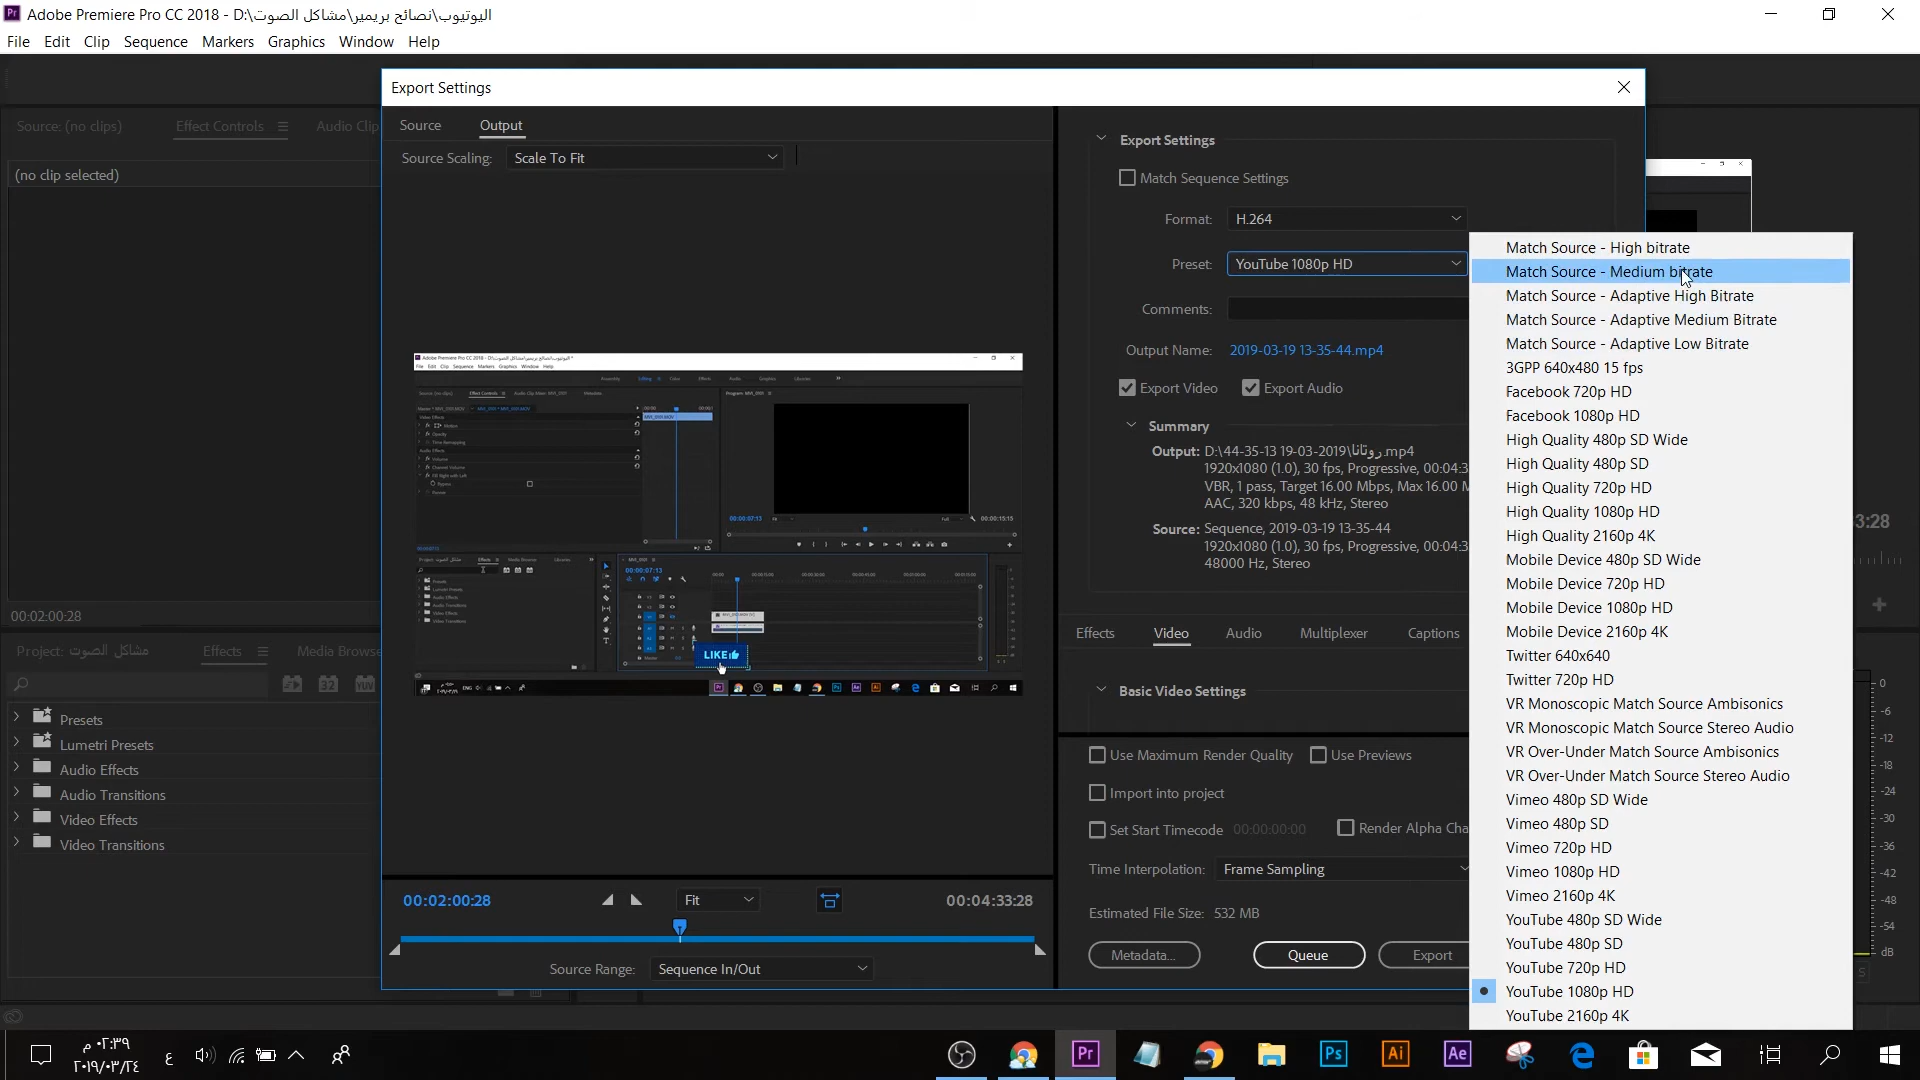 Adobe Premiere Pro CC 2018 - D:\اليوتيوب\نصائح بريمير\مشاكل الصوت
File Edit Clip Sequence Markers Graphics Window Help
Export Settings
Source: (no clips) Effect Controls Audio Clip
(no clip selected)
00:02:00:28
Project: مشاكل الصوت Effects Media Browse
Presets
Lumetri Presets
Audio Effects
Audio Transitions
Video Effects
Video Transitions
Source Output
Source Scaling: Scale To Fit
LIKE
00:02:00:28 Fit 00:04:33:28
Source Range: Sequence In/Out
Export Settings
Match Sequence Settings
Format: H.264
Preset: YouTube 1080p HD
Comments:
Output Name: 2019-03-19 13-35-44.mp4
Export Video Export Audio
Summary
Output: D:\روتانا\2019-03-19 13-35-44.mp4
1920x1080 (1.0), 30 fps, Progressive, 00:04:3
VBR, 1 pass, Target 16.00 Mbps, Max 16.00 M
AAC, 320 kbps, 48 kHz, Stereo
Source: Sequence, 2019-03-19 13-35-44
1920x1080 (1.0), 30 fps, Progressive, 00:04:3
48000 Hz, Stereo
Effects Video Audio Multiplexer Captions
Basic Video Settings
Use Maximum Render Quality Use Previews
Import into project
Set Start Timecode 00:00:00:00 Render Alpha Cha
Time Interpolation: Frame Sampling
Estimated File Size: 532 MB
Metadata... Queue Export
Match Source - High bitrate
Match Source - Medium bitrate
Match Source - Adaptive High Bitrate
Match Source - Adaptive Medium Bitrate
Match Source - Adaptive Low Bitrate
3GPP 640x480 15 fps
Facebook 720p HD
Facebook 1080p HD
High Quality 480p SD Wide
High Quality 480p SD
High Quality 720p HD
High Quality 1080p HD
High Quality 2160p 4K
Mobile Device 480p SD Wide
Mobile Device 720p HD
Mobile Device 1080p HD
Mobile Device 2160p 4K
Twitter 640x640
Twitter 720p HD
VR Monoscopic Match Source Ambisonics
VR Monoscopic Match Source Stereo Audio
VR Over-Under Match Source Ambisonics
VR Over-Under Match Source Stereo Audio
Vimeo 480p SD Wide
Vimeo 480p SD
Vimeo 720p HD
Vimeo 1080p HD
Vimeo 2160p 4K
YouTube 480p SD Wide
YouTube 480p SD
YouTube 720p HD
YouTube 1080p HD
YouTube 2160p 4K
3:28
0
-6
-12
-18
-24
-30
-36
-42
-48
-54
dB
S
٠٢:٣٩ م
٢٠١٩/٠٣/٢٤
ع
Pr Ps Ai Ae